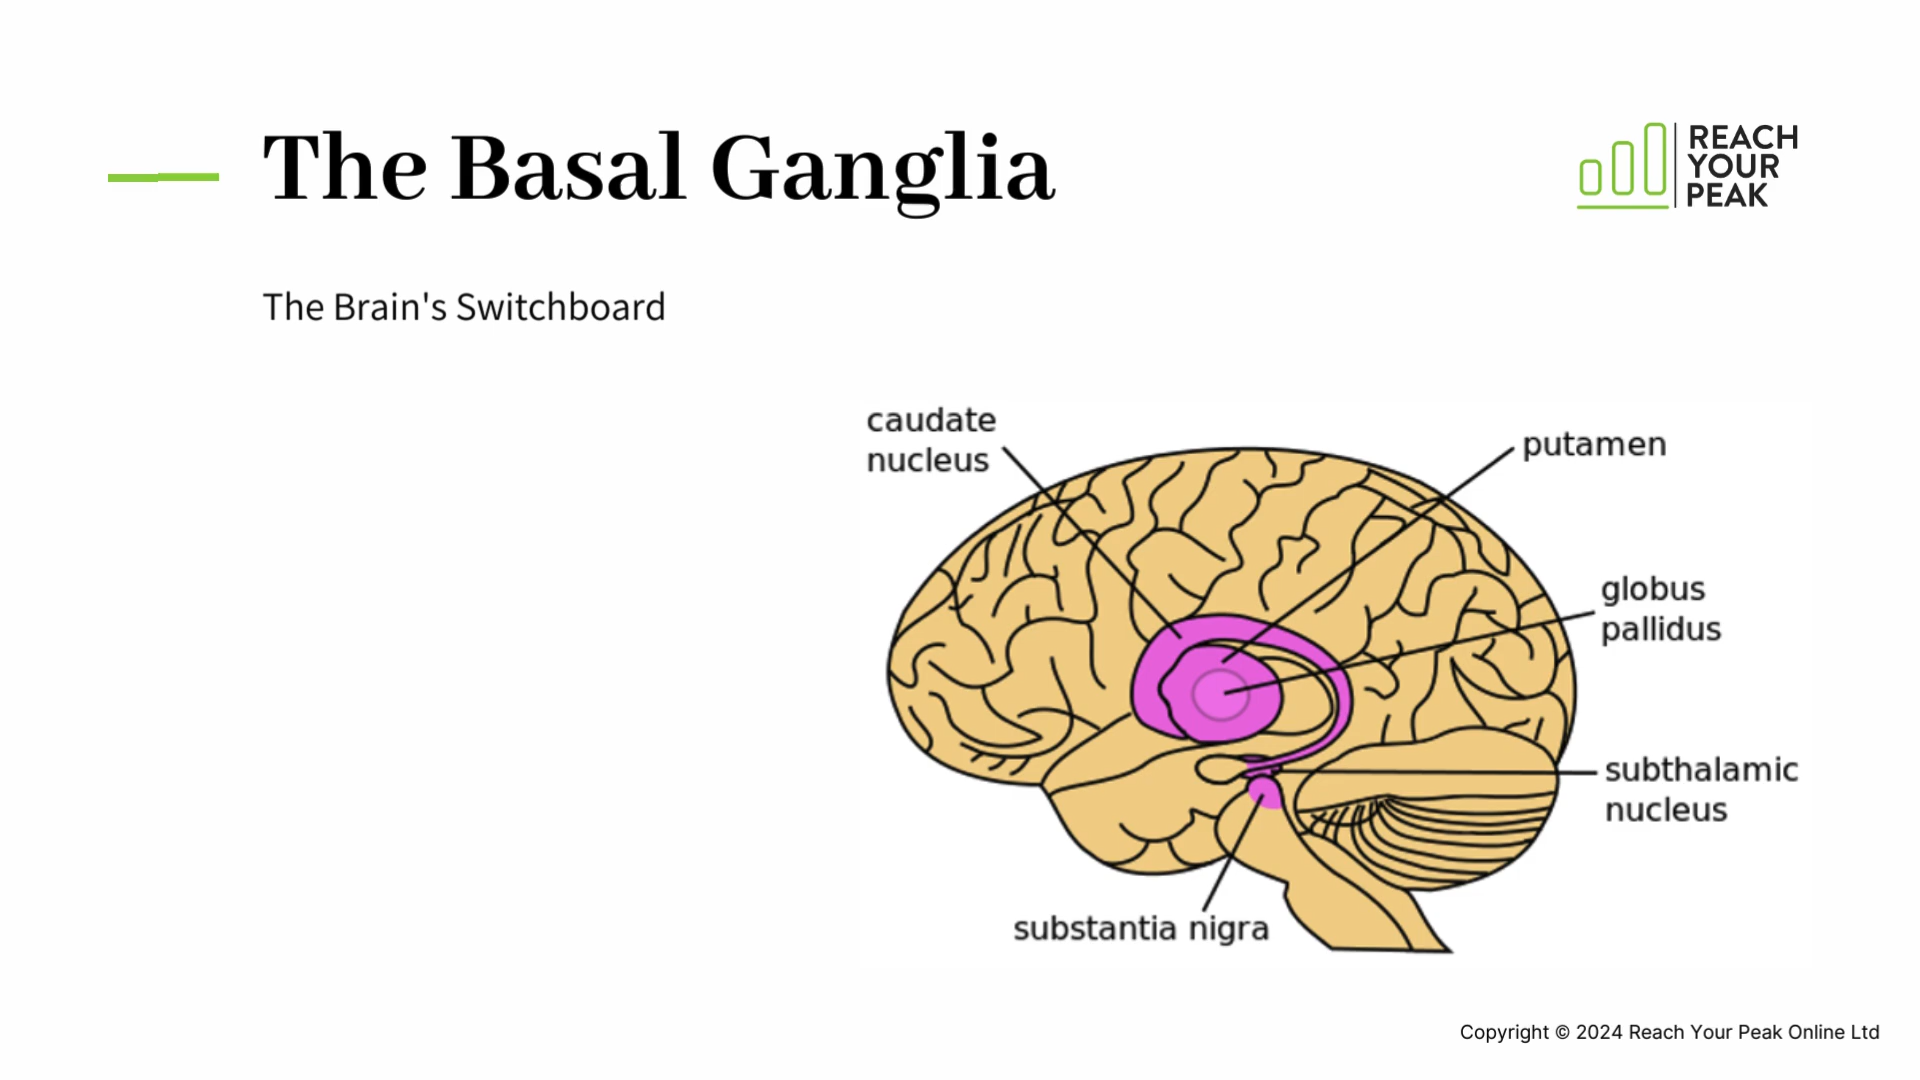 The Basal Ganglia
REACH
YOUR
PEAK
The Brain's Switchboard
caudate
nucleus
putamen
globus
pallidus
subthalamic
nucleus
substantia nigra
Copyright © 2024 Reach Your Peak Online Ltd